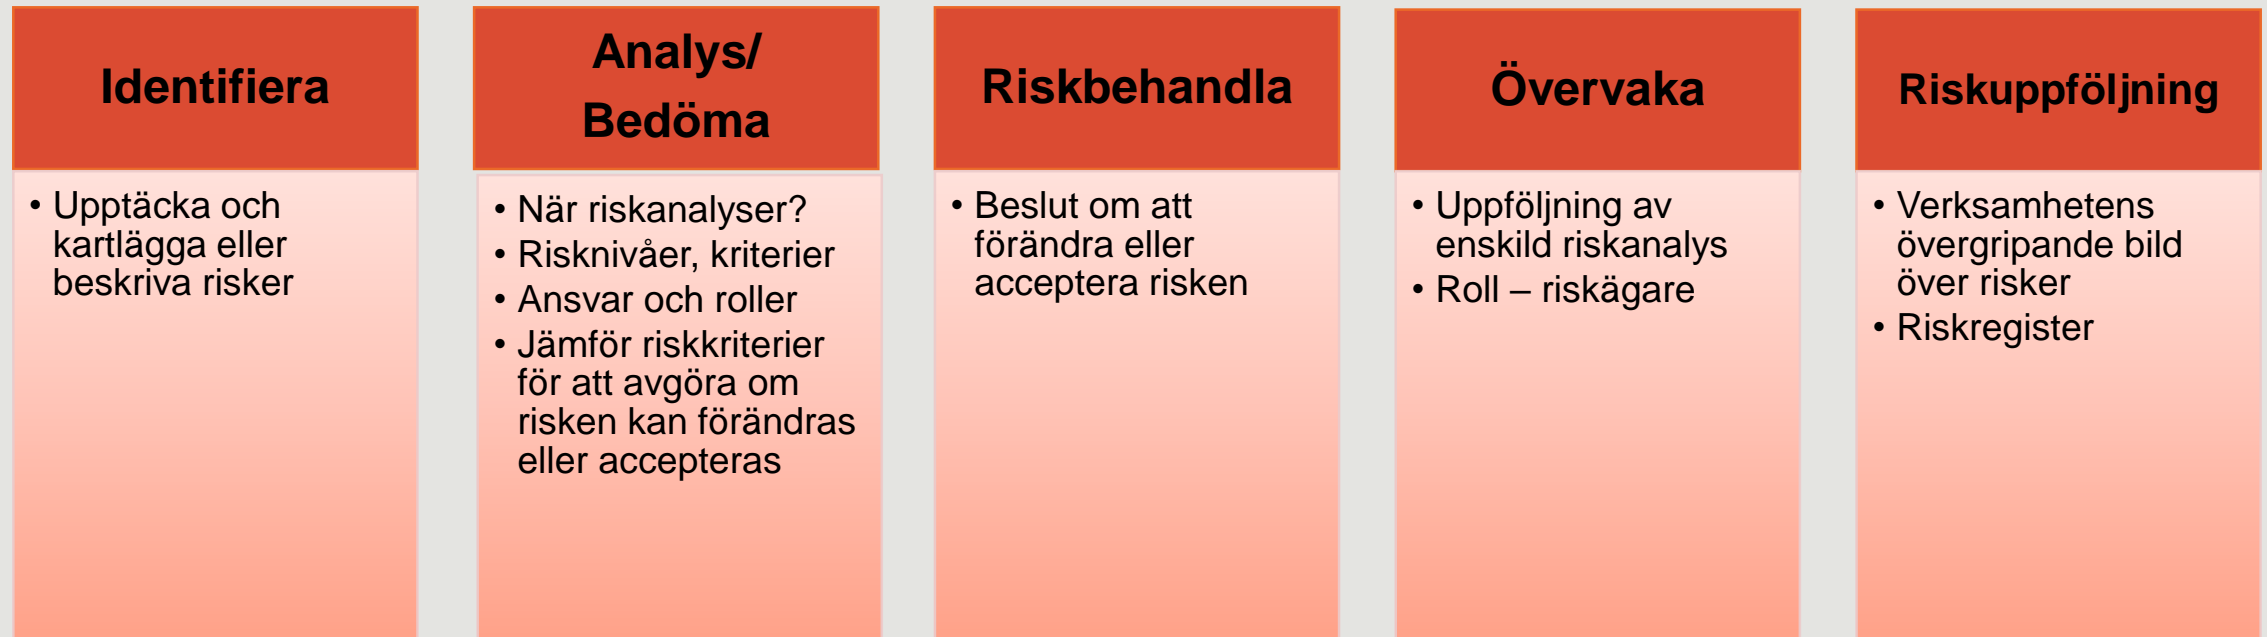 Identifiera
• Upptäcka och
kartlägga eller
beskriva risker
Analys/
Bedöma
• När riskanalyser?
• Risknivåer, kriterier
• Ansvar och roller
• Jämför riskkriterier
för att avgöra om
risken kan förändras
eller accepteras
Riskbehandla
• Beslut om att
förändra eller
acceptera risken
Övervaka
• Uppföljning av
enskild riskanalys
• Roll – riskägare
Riskuppföljning
• Verksamhetens
övergripande bild
över risker
• Riskregister